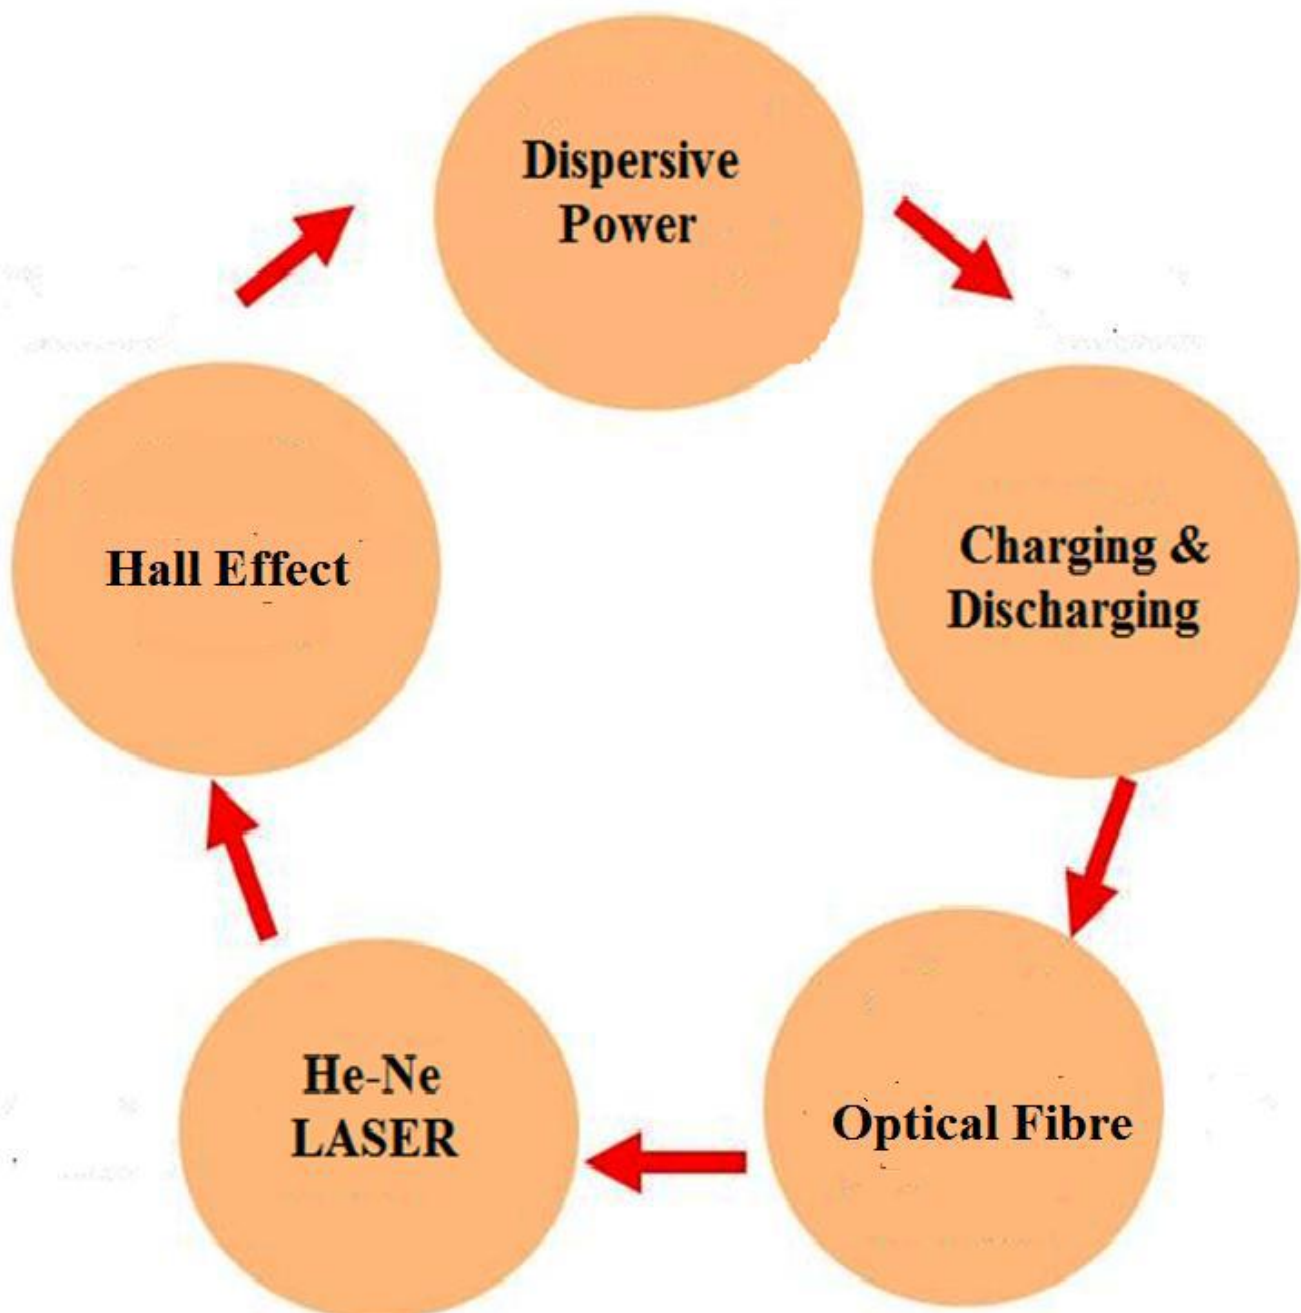 Dispersive
Power
Charging &
Discharging
Optical Fibre
He-Ne
LASER
Hall Effect